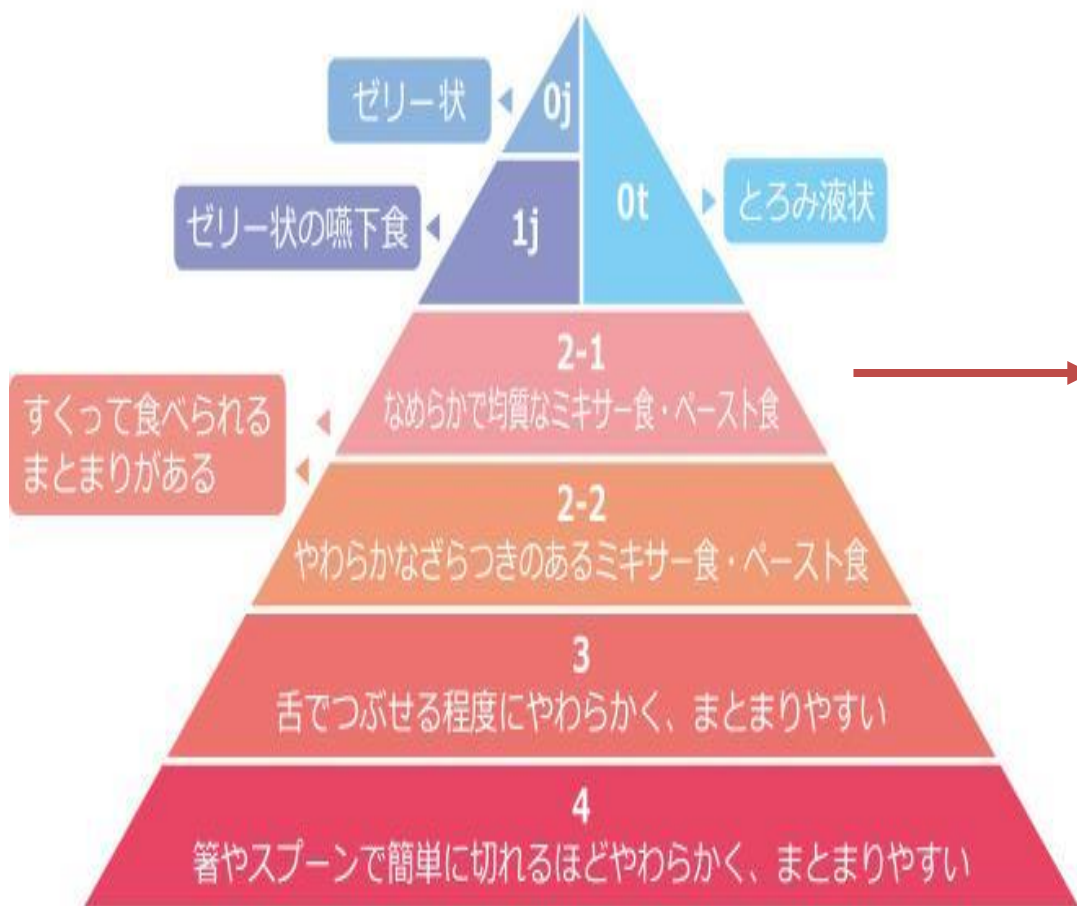 ゼリー状
0j
ゼリー状の嚥下食
1j
0t
とろみ液状
2-1
なめらかで均質なミキサー食・ペースト食
すくって食べられる
まとまりがある
2-2
やわらかなざらつきのあるミキサー食・ペースト食
3
舌でつぶせる程度にやわらかく、まとまりやすい
4
箸やスプーンで簡単に切れるほどやわらかく、まとまりやすい